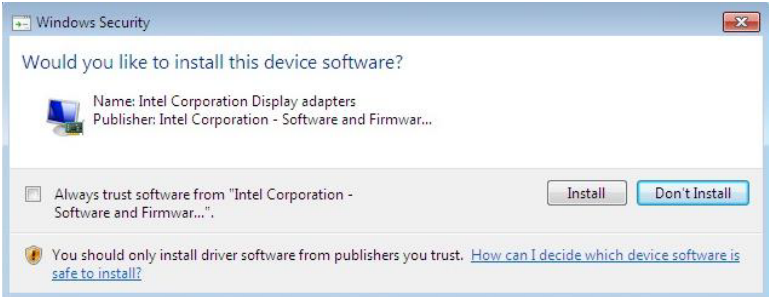 Windows Security
Would you like to install this device software?
Name: Intel Corporation Display adapters
Publisher: Intel Corporation - Software and Firmwar...
Always trust software from "Intel Corporation -
Software and Firmwar...".
Install
Don't Install
You should only install driver software from publishers you trust. How can I decide which device software is
safe to install?